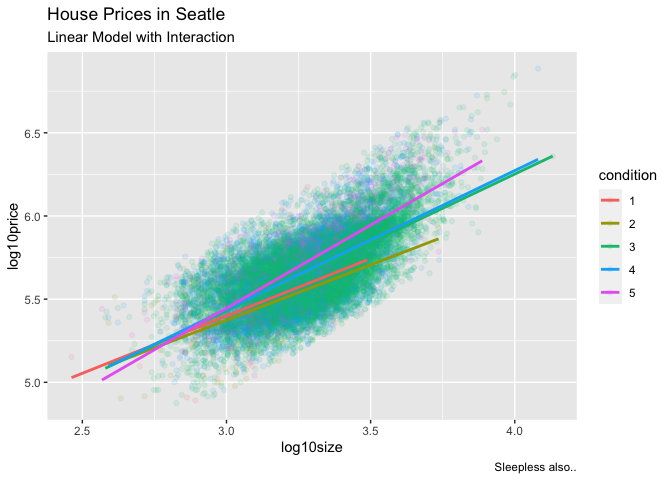 House Prices in Seatle
Linear Model with Interaction
log10price
6.5
6.0
5.5
5.0
2.5
3.0
3.5
4.0
log10size
condition
1
2
3
4
5
Sleepless also..